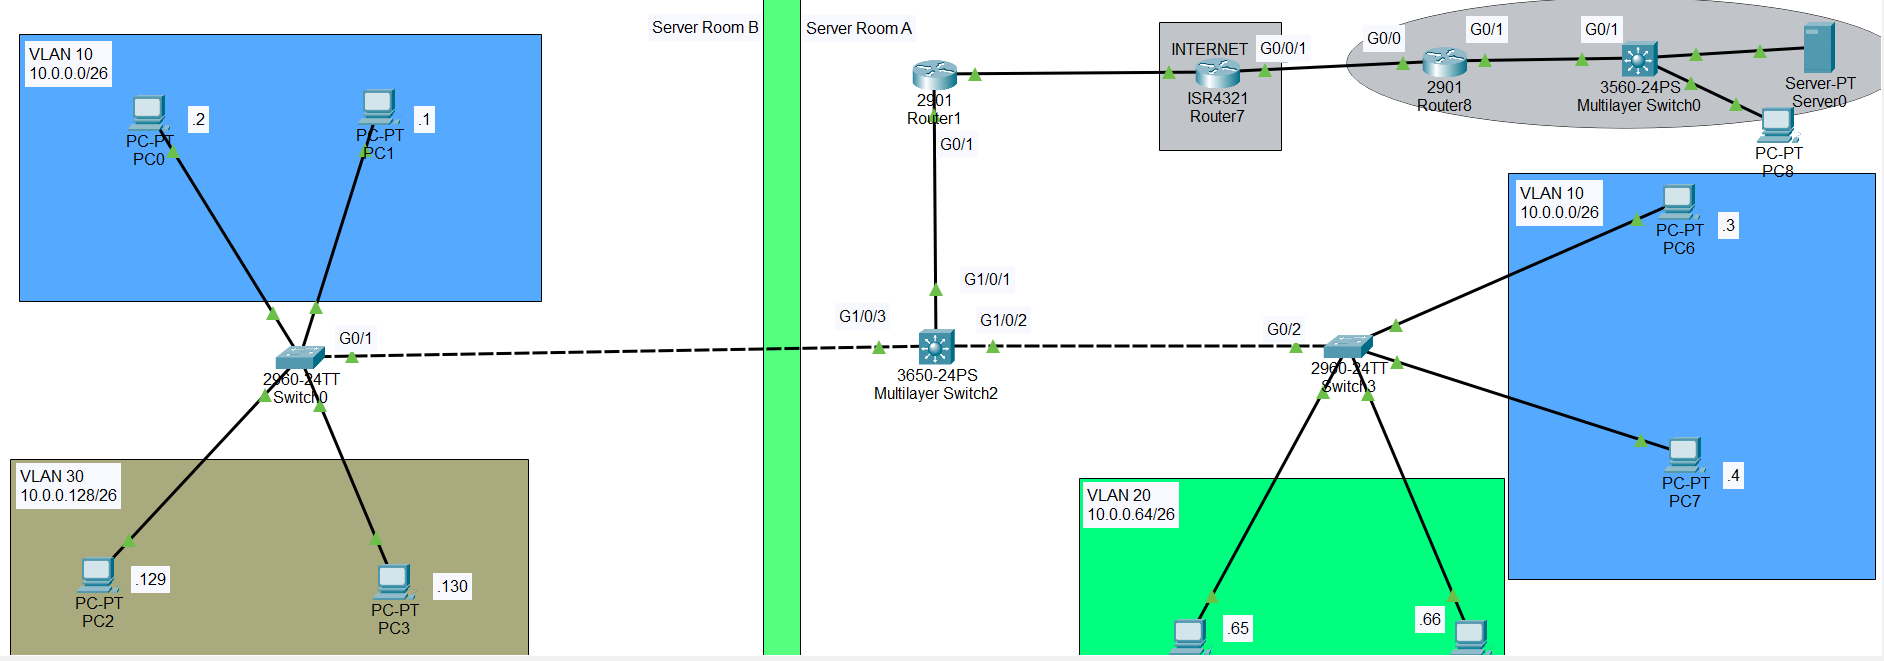 Server Room B
Server Room A
VLAN 10
10.0.0.0/26
.2
PC-PT
PC0
.1
PC-PT
PC1
G0/1
2960-24TT
Switch0
VLAN 30
10.0.0.128/26
.129
PC-PT
PC2
.130
PC-PT
PC3
2901
Router1
G0/1
G1/0/1
G1/0/3
G1/0/2
3650-24PS
Multilayer Switch2
INTERNET
G0/0/1
ISR4321
Router7
G0/0
G0/1
2901
Router8
G0/1
3560-24PS
Multilayer Switch0
Server-PT
Server0
PC-PT
PC8
G0/2
2960-24TT
Switch3
VLAN 10
10.0.0.0/26
.3
PC-PT
PC6
.4
PC-PT
PC7
VLAN 20
10.0.0.64/26
.65
.66